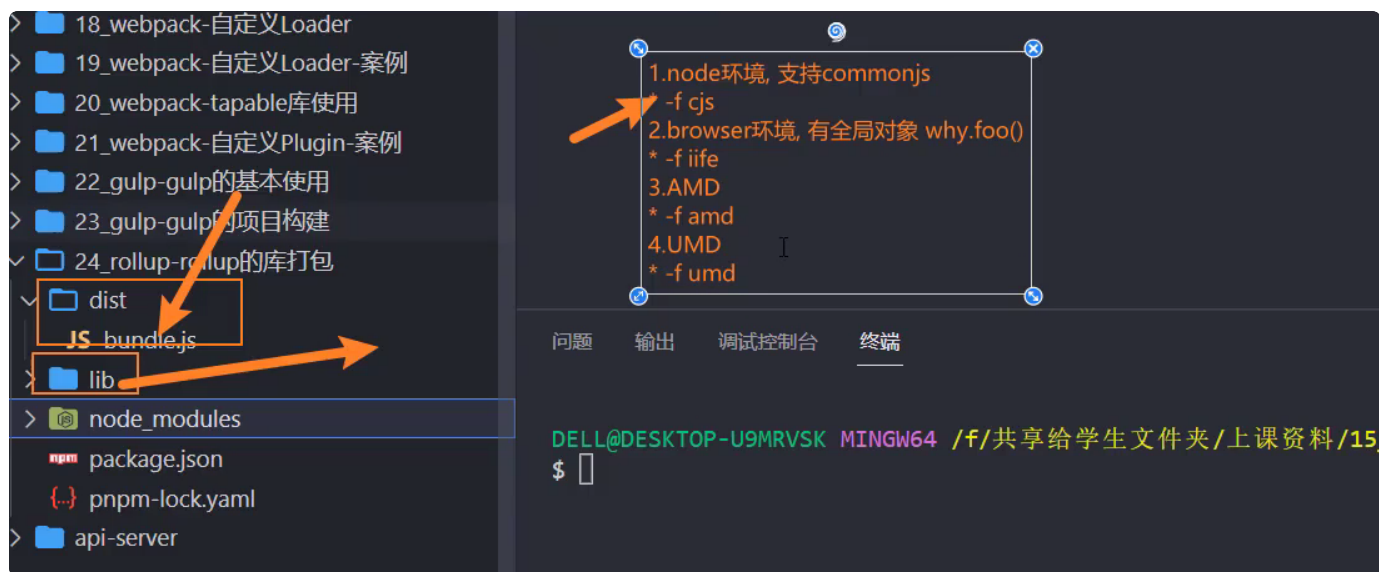 18_webpack-自定义Loader
19_webpack-自定义Loader-案例
20_webpack-tapable库使用
21_webpack-自定义Plugin-案例
22_gulp-gulp的基本使用
23_gulp-gulp的项目构建
24_rollup-rollup的库打包
dist
JS bundle.js
lib
node_modules
npm package.json
{...} pnpm-lock.yaml
api-server
1.node环境, 支持commonjs
* -f cjs
2.browser环境, 有全局对象 why.foo()
* -f iife
3.AMD
* -f amd
4.UMD
* -f umd
问题 输出 调试控制台 终端
DELL@DESKTOP-U9MRVSK MINGW64 /f/共享给学生文件夹/上课资料/15
$